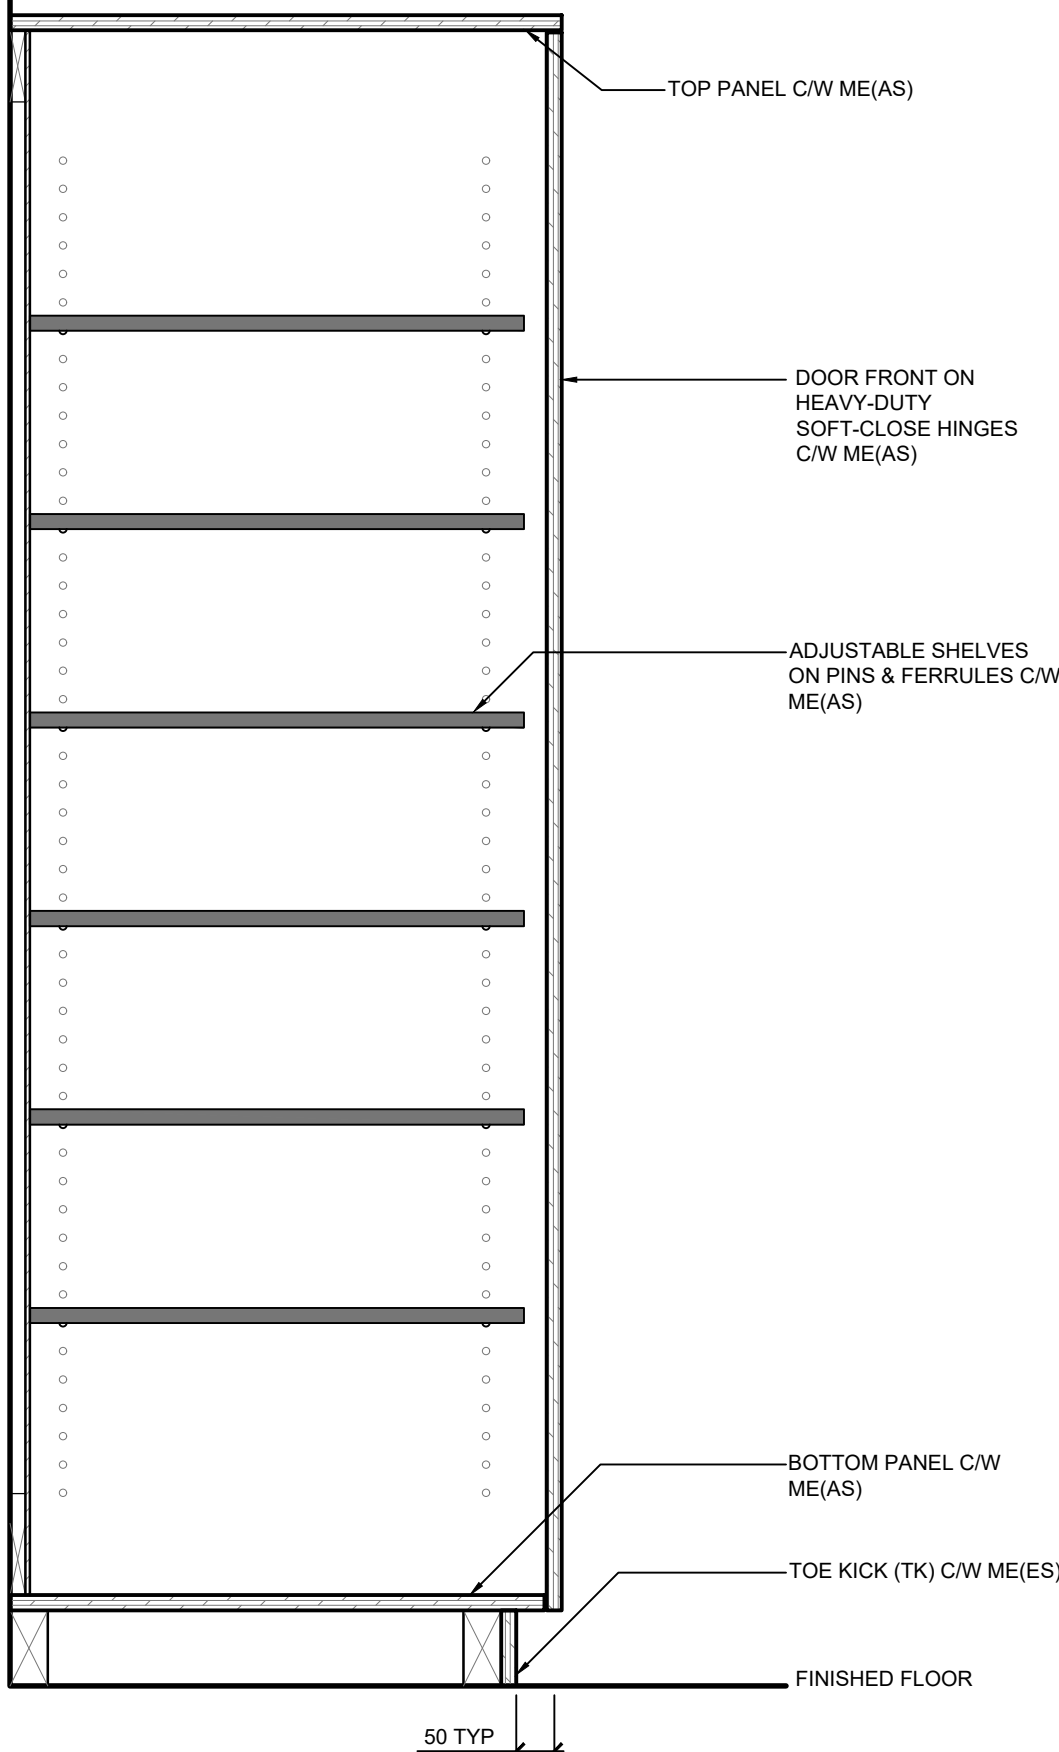 TOP PANEL C/W ME(AS)
DOOR FRONT ON
HEAVY-DUTY
SOFT-CLOSE HINGES
C/W ME(AS)
ADJUSTABLE SHELVES
ON PINS & FERRULES C/W
ME(AS)
BOTTOM PANEL C/W
ME(AS)
TOE KICK (TK) C/W ME(ES)
FINISHED FLOOR
50 TYP